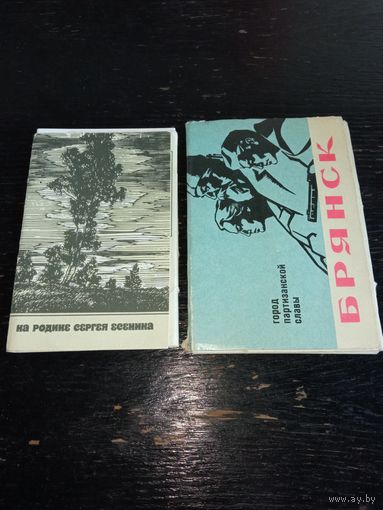 На родине Сергея Есенина
город
партизанской
славы
БРЯНСК
www.ay.by